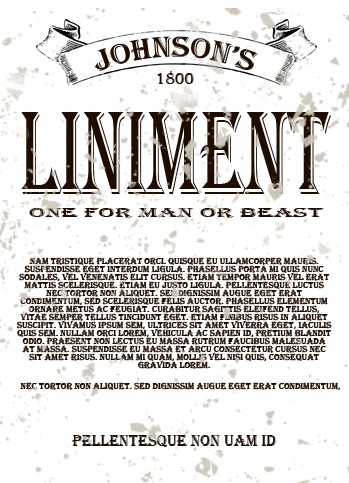 JOHNSON'S
1800
LINIMENT
ONE FOR MAN OR BEAST
NAM TRISTIQUE PLACERAT ORCI. QUISQUE EU ULLAMCORPER MAURIS.
SUSPENDISSE EGET INTERDUM LIGULA. PHASELLUS PORTA MI QUIS NUNC
SODALES, VEL VENENATIS ELIT CURSUS. ETIAM TEMPOR MAURIS VEL ERAT
MATTIS SCELERISQUE. ETIAM EU JUSTO LIGULA. PELLENTESQUE LUCTUS
NEC TORTOR NON ALIQUET. SED DIGNISSIM AUGUE EGET ERAT
CONDIMENTUM, SED SCELERISQUE FELIS AUCTOR. PHASELLUS ELEMENTUM
ORNARE METUS AC FEUGIAT. CURABITUR SAGITTIS ELEIFEND TELLUS,
VITAE SEMPER TELLUS TINCIDUNT EGET. ETIAM FINIBUS RISUS IN ALIQUET
SUSCIPIT. VIVAMUS IPSUM SEM, ULTRICES SIT AMET VIVERRA EGET, IACULIS
QUIS SEM. NULLAM ORCI LOREM, VEHICULA AC SAPIEN ID, PRETIUM BLANDIT
ODIO. PRAESENT NON LECTUS EU MASSA RUTRUM FAUCIBUS MALESUADA
AT MASSA. SUSPENDISSE EU MASSA ET ARCU CONSECTETUR CURSUS NEC
SIT AMET RISUS. NULLAM MI QUAM, MOLLIS VEL NISI QUIS, CONSEQUAT
GRAVIDA LOREM.
NEC TORTOR NON ALIQUET. SED DIGNISSIM AUGUE EGET ERAT CONDIMENTUM,
PELLENTESQUE NON UAM ID